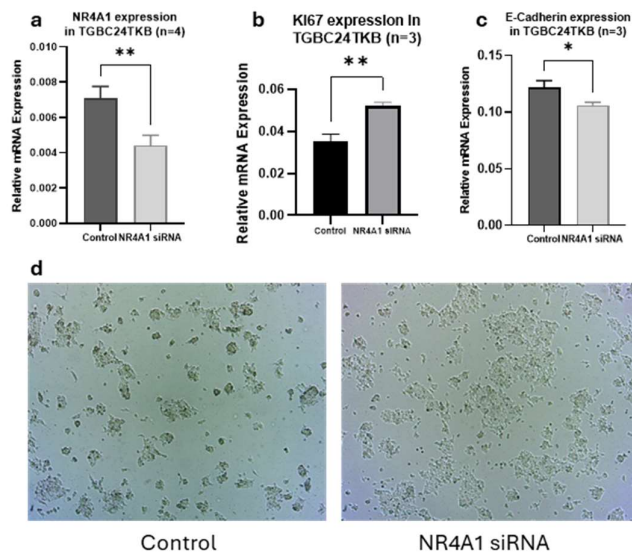 a
NR4A1 expression
in TGBC24TKB (n=4)
**
Relative mRNA Expression
0.010
0.008
0.006
0.004
0.002
0.000
Control
NR4A1 siRNA
b
KI67 expression in
TGBC24TKB (n=3)
**
Relative mRNA Expression
0.06
0.04
0.02
0.00
Control
NR4A1 siRNA
c
E-Cadherin expression
in TGBC24TKB (n=3)
*
Relative mRNA Expression
0.15
0.10
0.05
0.00
Control
NR4A1 siRNA
d
Control
NR4A1 siRNA